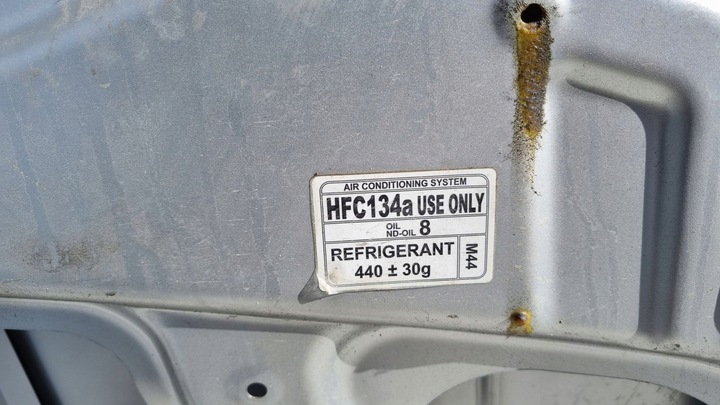 AIR CONDITIONING SYSTEM
HFC134a USE ONLY
OIL
ND-OIL 8
REFRIGERANT
440 ± 30g
M44